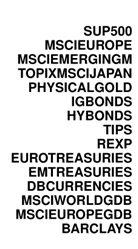 SUP500
MSCIEUROPE
MSCIEMERGINGM
TOPIXMSCIJAPAN
PHYSICALGOLD
IGBONDS
HYBONDS
TIPS
REXP
EUROTREASURIES
EMTREASURIES
DBCURRENCIES
MSCIWORLDGDB
MSCIEUROPEGDB
BARCLAYS